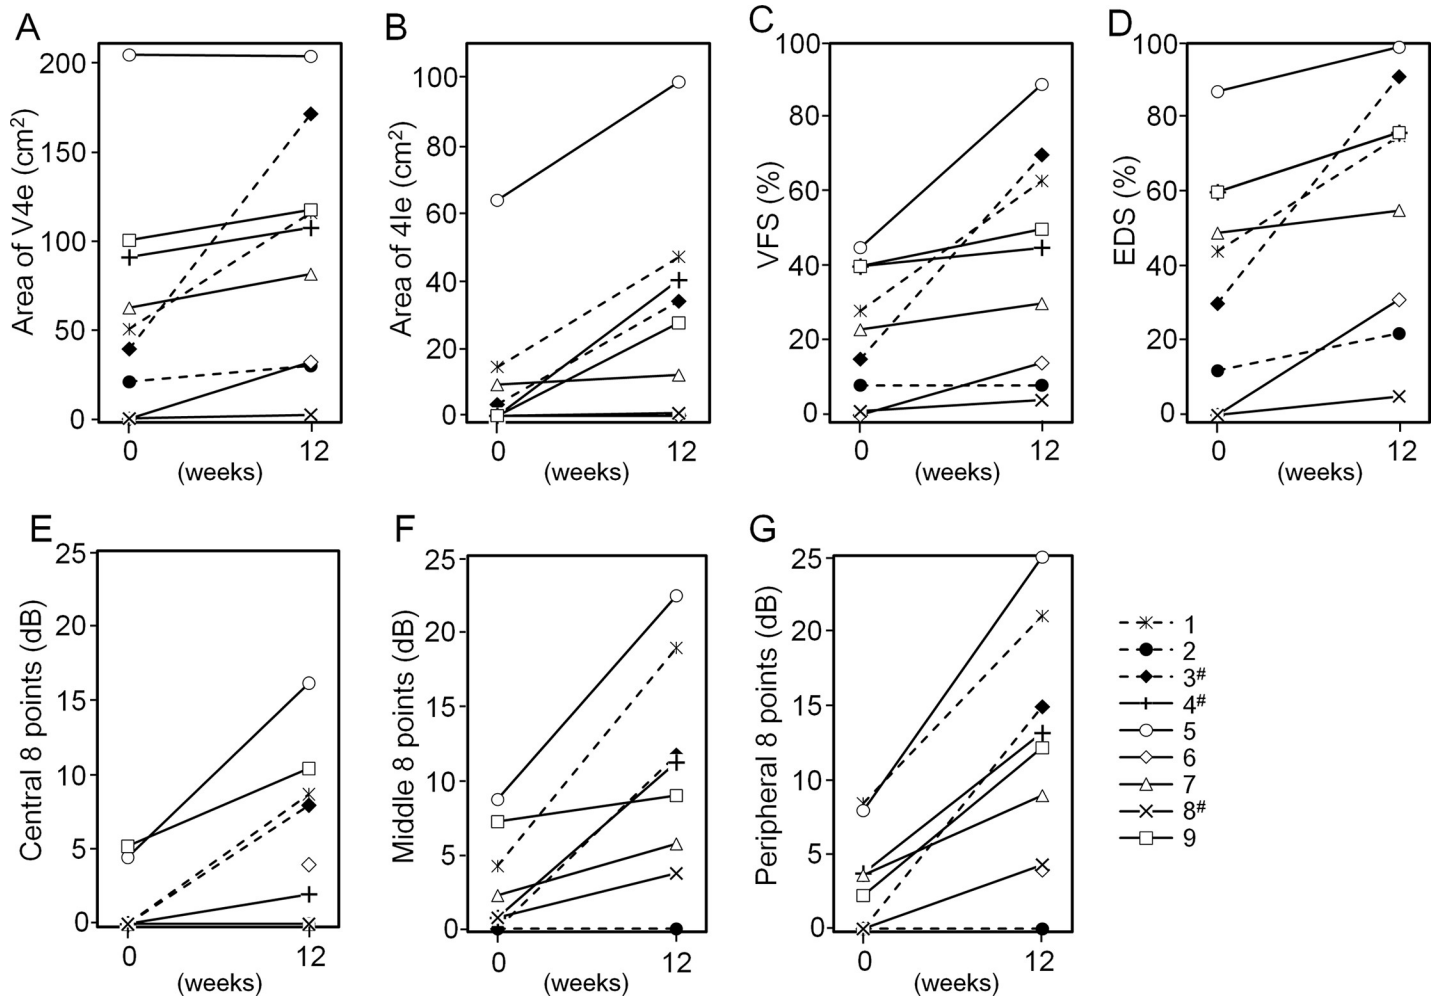 A
Area of V4e (cm²)
200
150
100
50
0
0 12
(weeks)
B
Area of 4Ie (cm²)
100
80
60
40
20
0
0 12
(weeks)
C
VFS (%)
100
80
60
40
20
0
0 12
(weeks)
D
EDS (%)
100
80
60
40
20
0
0 12
(weeks)
E
Central 8 points (dB)
25
20
15
10
5
0
0 12
(weeks)
F
Middle 8 points (dB)
25
20
15
10
5
0
0 12
(weeks)
G
Peripheral 8 points (dB)
25
20
15
10
5
0
0 12
(weeks)
1
2
3#
4#
5
6
7
8#
9